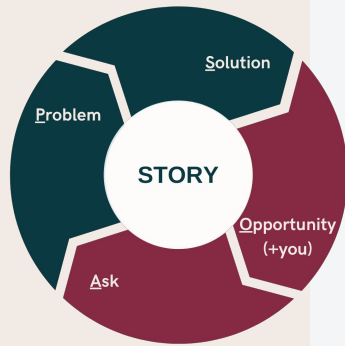 Solution
Problem
STORY
Opportunity
(+you)
Ask